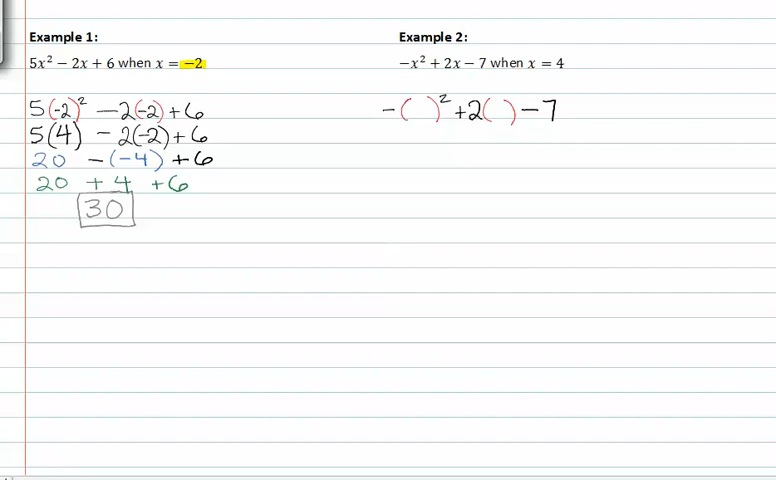 Example 1:
5x² − 2x + 6 when x = −2
5(-2)² - 2(-2) + 6
5(4) - 2(-2) + 6
20 - (-4) + 6
20 + 4 + 6
30
Example 2:
−x² + 2x − 7 when x = 4
-( )² + 2( ) - 7